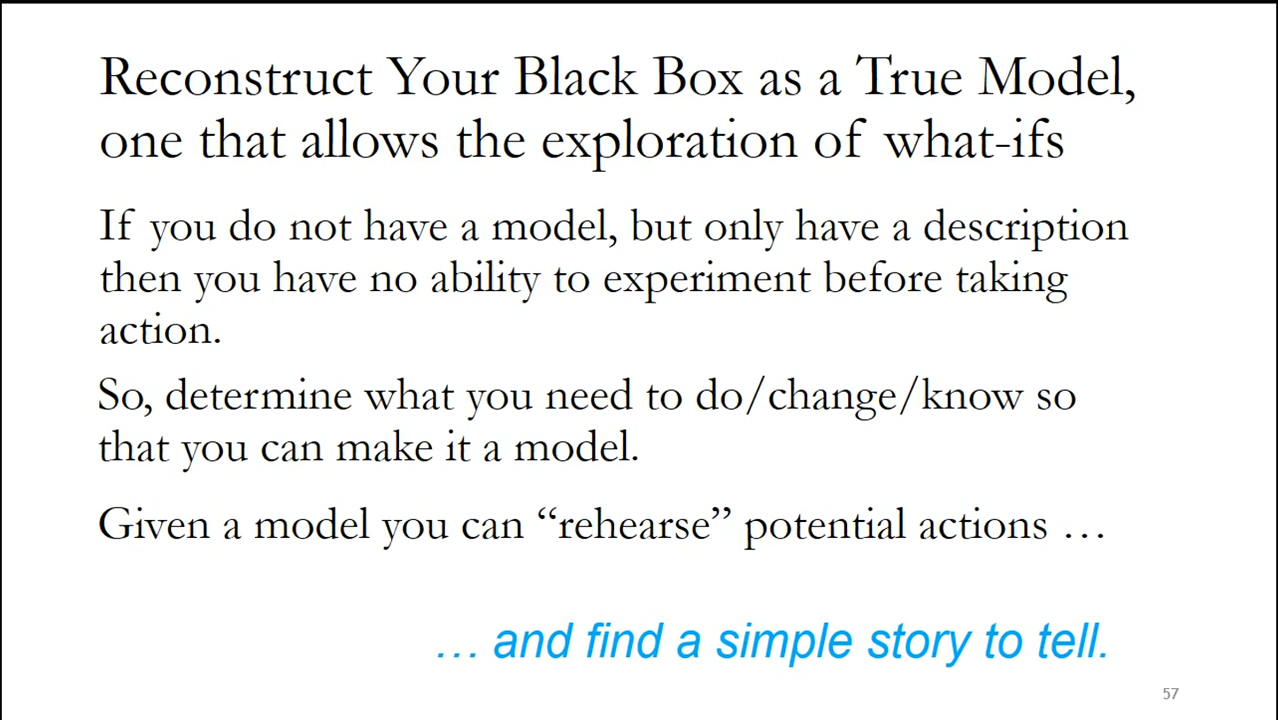 Reconstruct Your Black Box as a True Model,
one that allows the exploration of what-ifs
If you do not have a model, but only have a description
then you have no ability to experiment before taking
action.
So, determine what you need to do/change/know so
that you can make it a model.
Given a model you can “rehearse” potential actions …
… and find a simple story to tell.
57